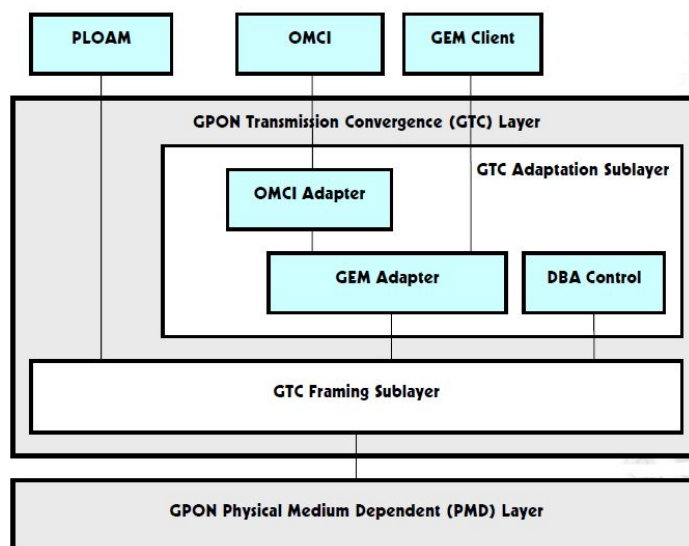 PLOAM
OMCI
GEM Client
GPON Transmission Convergence (GTC) Layer
GTC Adaptation Sublayer
OMCI Adapter
GEM Adapter
DBA Control
GTC Framing Sublayer
GPON Physical Medium Dependent (PMD) Layer